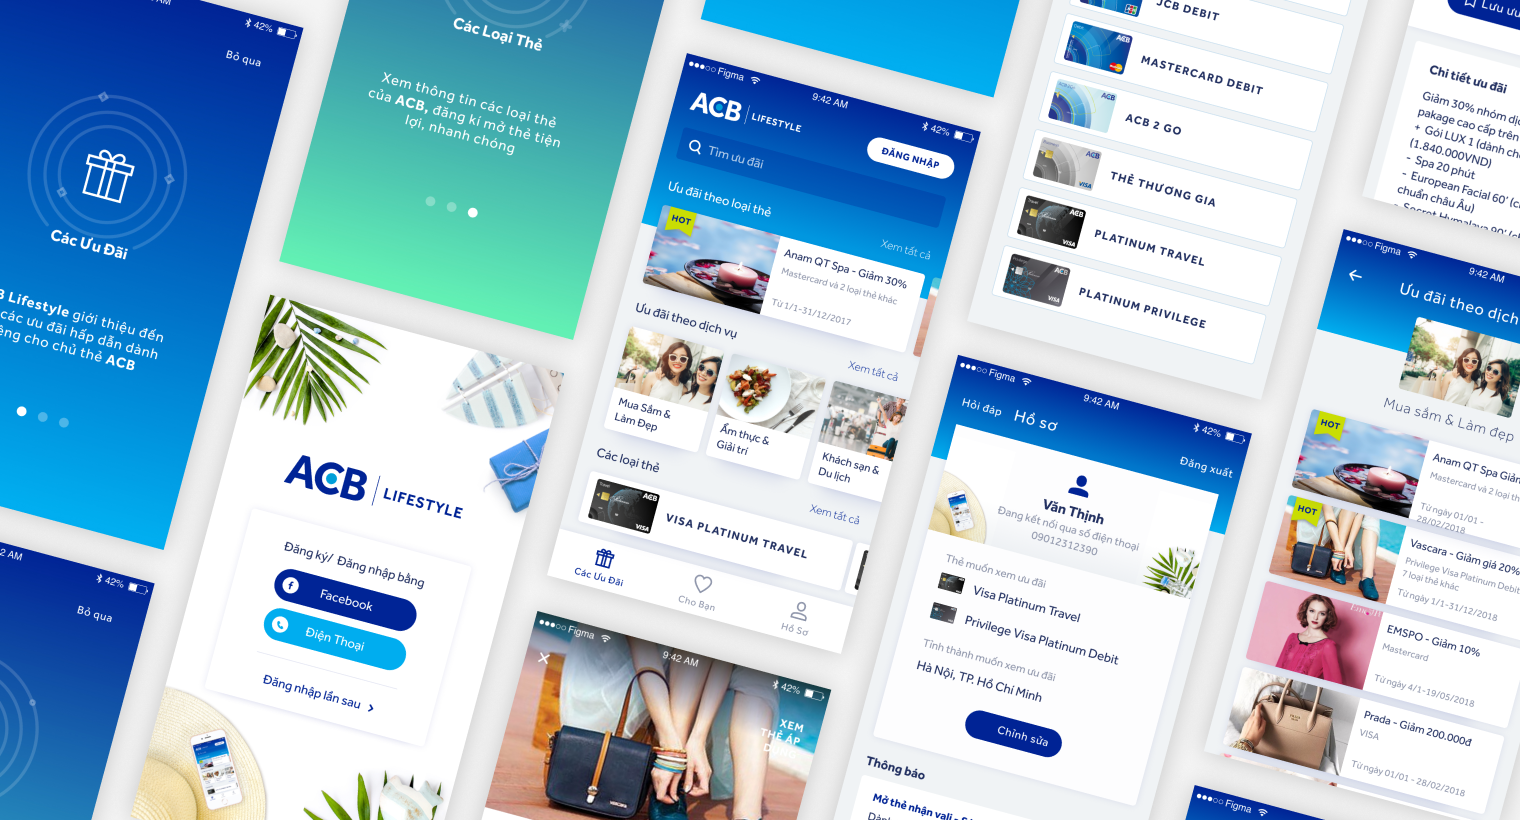 42%
Bỏ qua
Các Ưu Đãi
B Lifestyle giới thiệu đến
các ưu đãi hấp dẫn dành
cho chủ thẻ ACB
Các Loại Thẻ
Xem thông tin các loại thẻ
của ACB, đăng kí mở thẻ tiện
lợi, nhanh chóng
ACB LIFESTYLE
Đăng ký/ Đăng nhập bằng
Facebook
Điện Thoại
Đăng nhập lần sau
2 AM
42%
Bỏ qua
Figma
9:42 AM
42%
ACB LIFESTYLE
ĐĂNG NHẬP
Tìm ưu đãi
Ưu đãi theo loại thẻ
Xem tất cả
HOT
Anam QT Spa - Giảm 30%
Mastercard và 2 loại thẻ khác
Từ 1/1-31/12/2017
Ưu đãi theo dịch vụ
Xem tất cả
Mua Sắm &
Làm Đẹp
Ẩm thực &
Giải trí
Khách sạn &
Du lịch
Các loại thẻ
Xem tất cả
ACB
VISA
VISA PLATINUM TRAVEL
Các Ưu Đãi
Cho Bạn
Hồ Sơ
Figma
9:42 AM
42%
XEM
THẺ ÁP
JCB DEBIT
MASTERCARD DEBIT
ACB 2 GO
THẺ THƯƠNG GIA
PLATINUM TRAVEL
PLATINUM PRIVILEGE
Figma
9:42 AM
42%
Hỏi đáp
Hồ sơ
Đăng xuất
Văn Thịnh
Đang kết nối qua số điện thoại
09012312390
Thẻ muốn xem ưu đãi
Visa Platinum Travel
Privilege Visa Platinum Debit
Tỉnh thành muốn xem ưu đãi
Hà Nội, TP. Hồ Chí Minh
Chỉnh sửa
Thông báo
Mở thẻ nhận vali -
Lưu ưu
Chi tiết ưu đãi
Giảm 30% nhóm dị
pakage cao cấp trên
+ Gói LUX 1 (dành ch
(1.840.000VND)
- Spa 20 phút
- European Facial 60' (c
chuẩn châu Âu)
- Secret Hymalaya 90' (ch
Figma
9:42 AM
Ưu đãi theo dịch
Mua sắm & Làm đẹp
HOT
Anam QT Spa Giảm
Mastercard và 2 loại th
Từ ngày 01/01 -
28/02/2018
HOT
Vascara - Giảm giá 20%
Privilege Visa Platinum Debit
7 loại thẻ khác
Từ ngày 1/1-31/12/2018
EMSPO - Giảm 10%
Mastercard
Từ ngày 4/1-19/05/2018
Prada - Giảm 200.000đ
VISA
Từ ngày 01/01 - 28/02/2018
Figma
9:42 AM